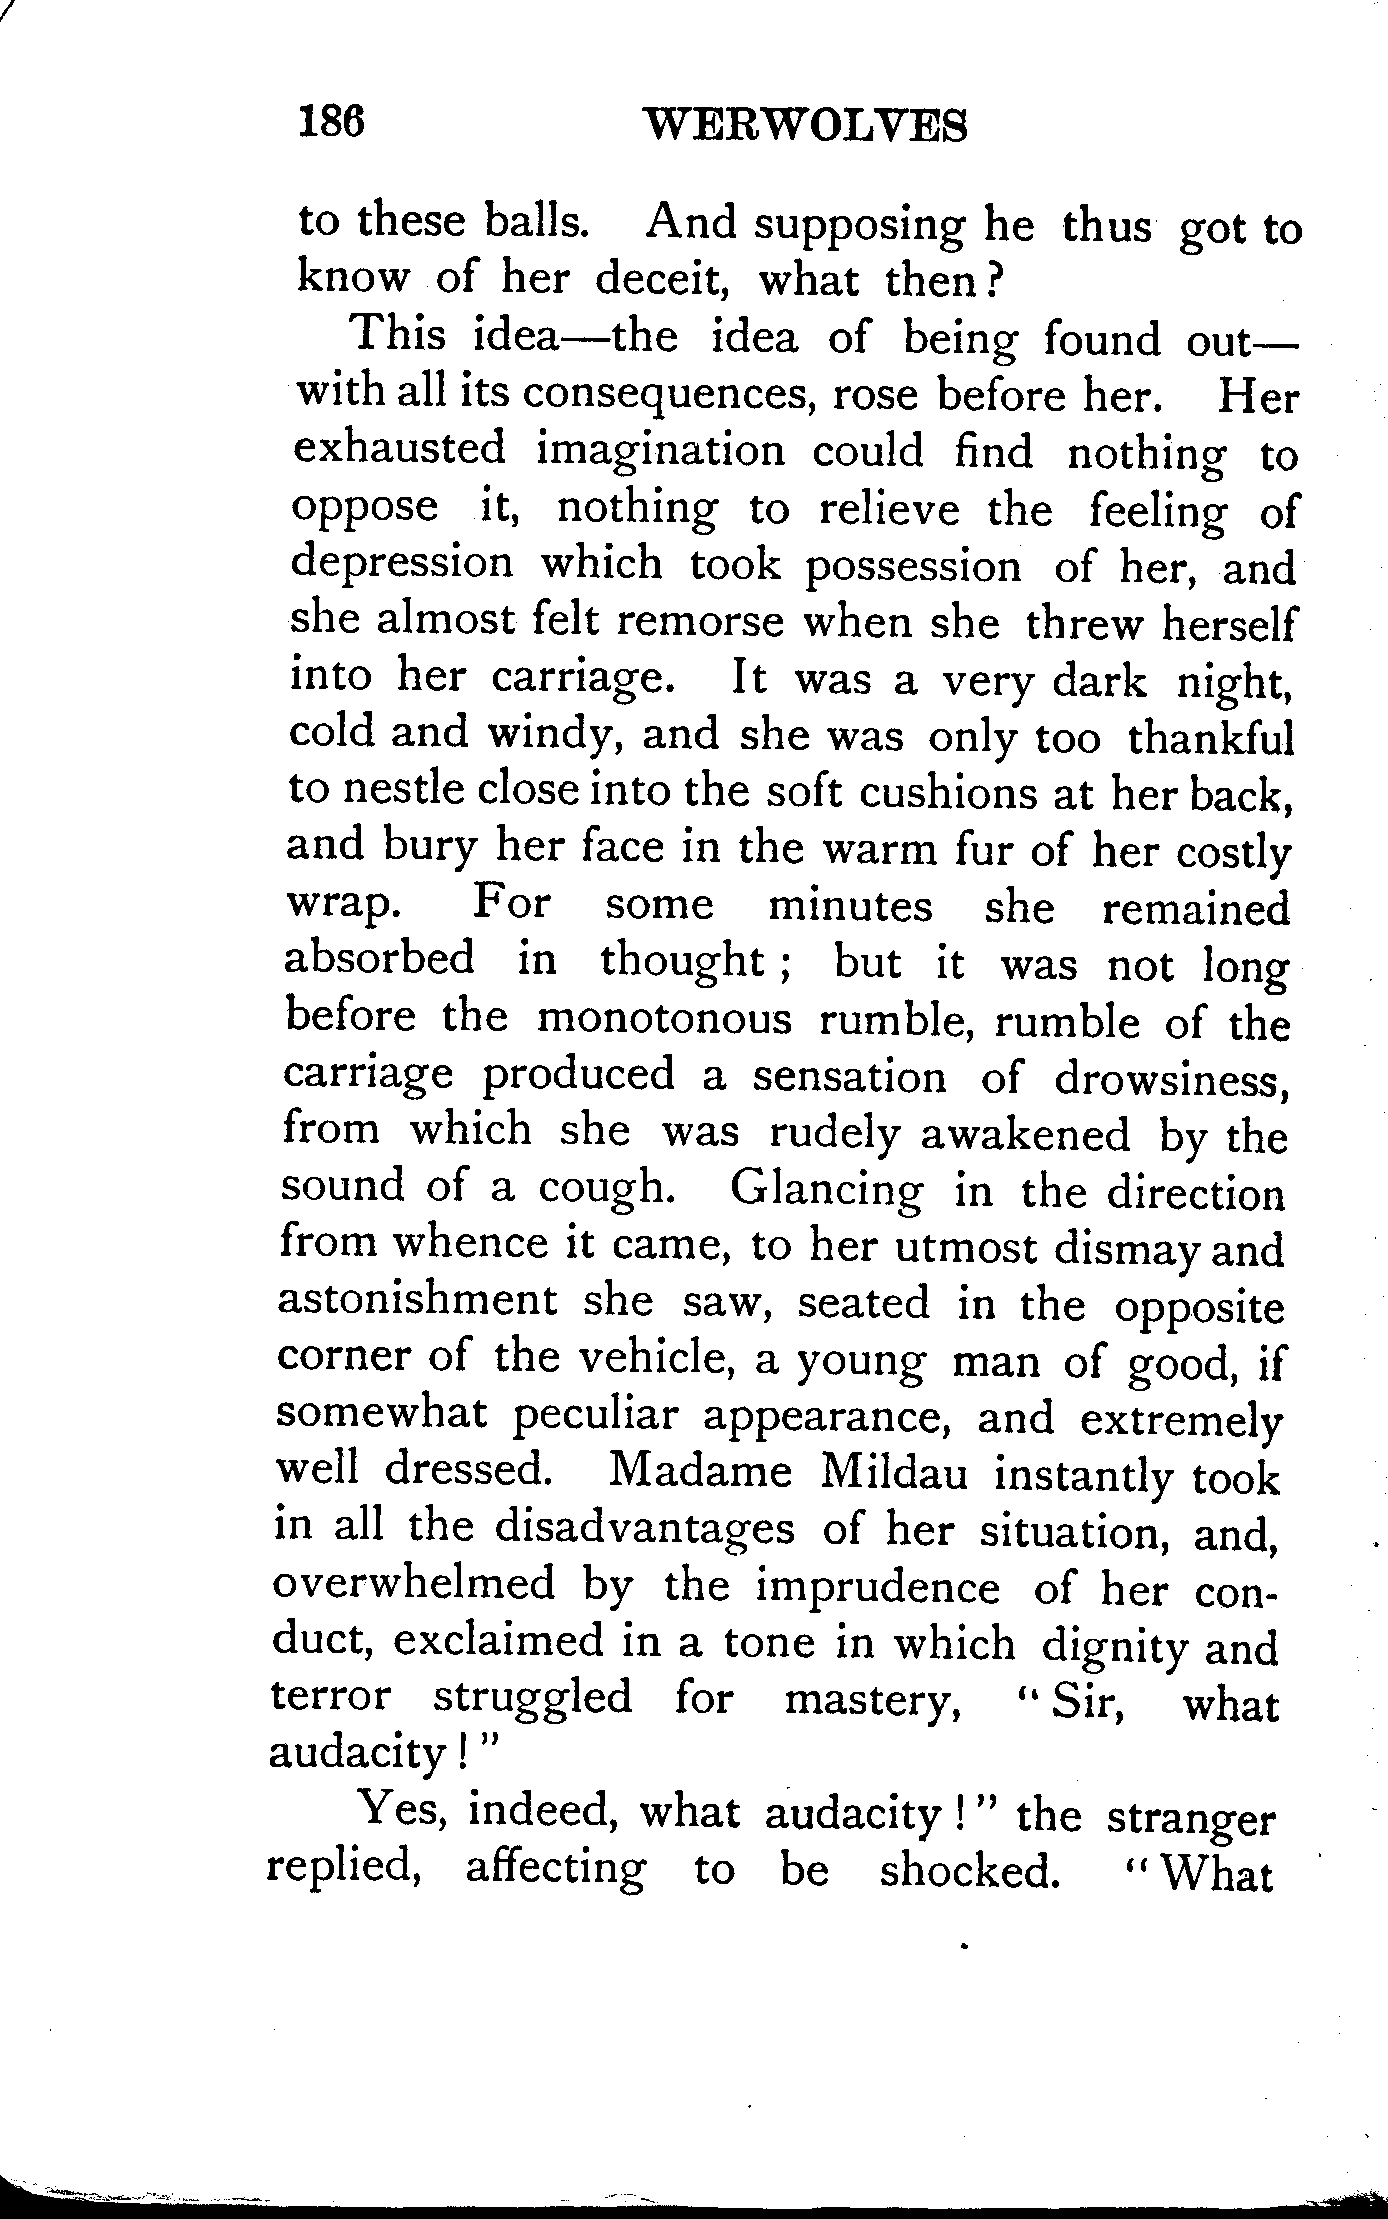 186 WERWOLVES
to these balls. And supposing he thus got to
know of her deceit, what then?
This idea—the idea of being found out—
with all its consequences, rose before her. Her
exhausted imagination could find nothing to
oppose it, nothing to relieve the feeling of
depression which took possession of her, and
she almost felt remorse when she threw herself
into her carriage. It was a very dark night,
cold and windy, and she was only too thankful
to nestle close into the soft cushions at her back,
and bury her face in the warm fur of her costly
wrap. For some minutes she remained
absorbed in thought; but it was not long
before the monotonous rumble, rumble of the
carriage produced a sensation of drowsiness,
from which she was rudely awakened by the
sound of a cough. Glancing in the direction
from whence it came, to her utmost dismay and
astonishment she saw, seated in the opposite
corner of the vehicle, a young man of good, if
somewhat peculiar appearance, and extremely
well dressed. Madame Mildau instantly took
in all the disadvantages of her situation, and,
overwhelmed by the imprudence of her con-
duct, exclaimed in a tone in which dignity and
terror struggled for mastery, "Sir, what
audacity!"
Yes, indeed, what audacity!" the stranger
replied, affecting to be shocked. "What